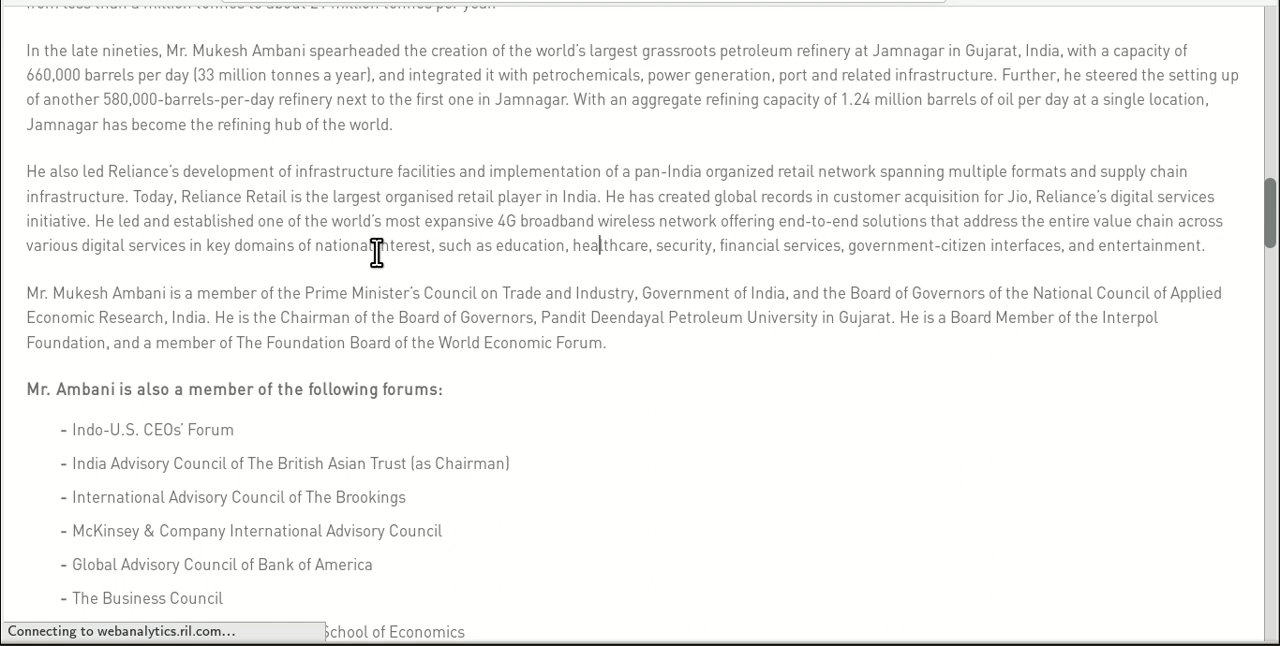 In the late nineties, Mr. Mukesh Ambani spearheaded the creation of the world's largest grassroots petroleum refinery at Jamnagar in Gujarat, India, with a capacity of
660,000 barrels per day (33 million tonnes a year), and integrated it with petrochemicals, power generation, port and related infrastructure. Further, he steered the setting up
of another 580,000-barrels-per-day refinery next to the first one in Jamnagar. With an aggregate refining capacity of 1.24 million barrels of oil per day at a single location,
Jamnagar has become the refining hub of the world.
He also led Reliance's development of infrastructure facilities and implementation of a pan-India organized retail network spanning multiple formats and supply chain
infrastructure. Today, Reliance Retail is the largest organised retail player in India. He has created global records in customer acquisition for Jio, Reliance's digital services
initiative. He led and established one of the world's most expensive 4G broadband wireless network offering end-to-end solutions that address the entire value chain across
various digital services in key domains of national interest, such as education, healthcare, security, financial services, government-citizen interfaces, and entertainment.
Mr. Mukesh Ambani is a member of the Prime Minister's Council on Trade and Industry, Government of India, and the Board of Governors of the National Council of Applied
Economic Research, India. He is the Chairman of the Board of Governors, Pandit Deendayal Petroleum University in Gujarat. He is a Board Member of the Interpol
Foundation, and a member of The Foundation Board of the World Economic Forum.
Mr. Ambani is also a member of the following forums:
- Indo-U.S. CEOs' Forum
- India Advisory Council of The British Asian Trust (as Chairman)
- International Advisory Council of The Brookings
- McKinsey & Company International Advisory Council
- Global Advisory Council of Bank of America
- The Business Council
School of Economics
Connecting to webanalytics.ril.com...